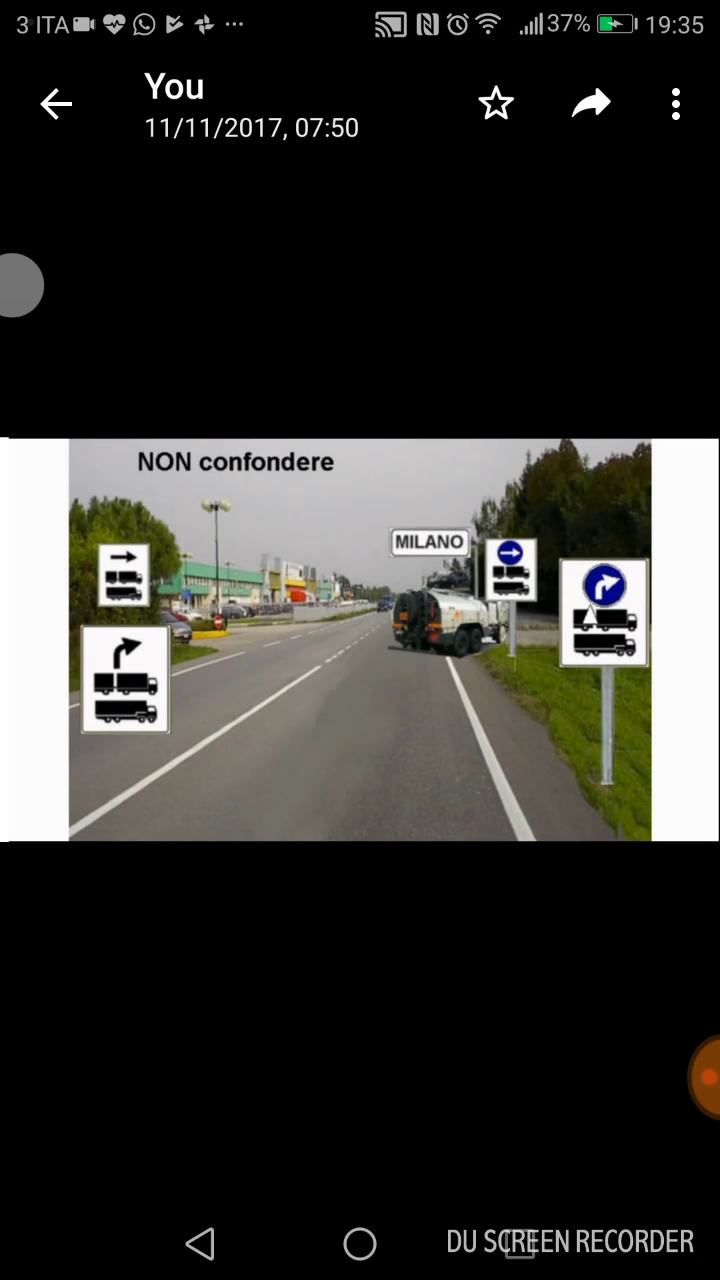 3 ITA
37%
19:35
You
11/11/2017, 07:50
NON confondere
MILANO
DU SCREEN RECORDER